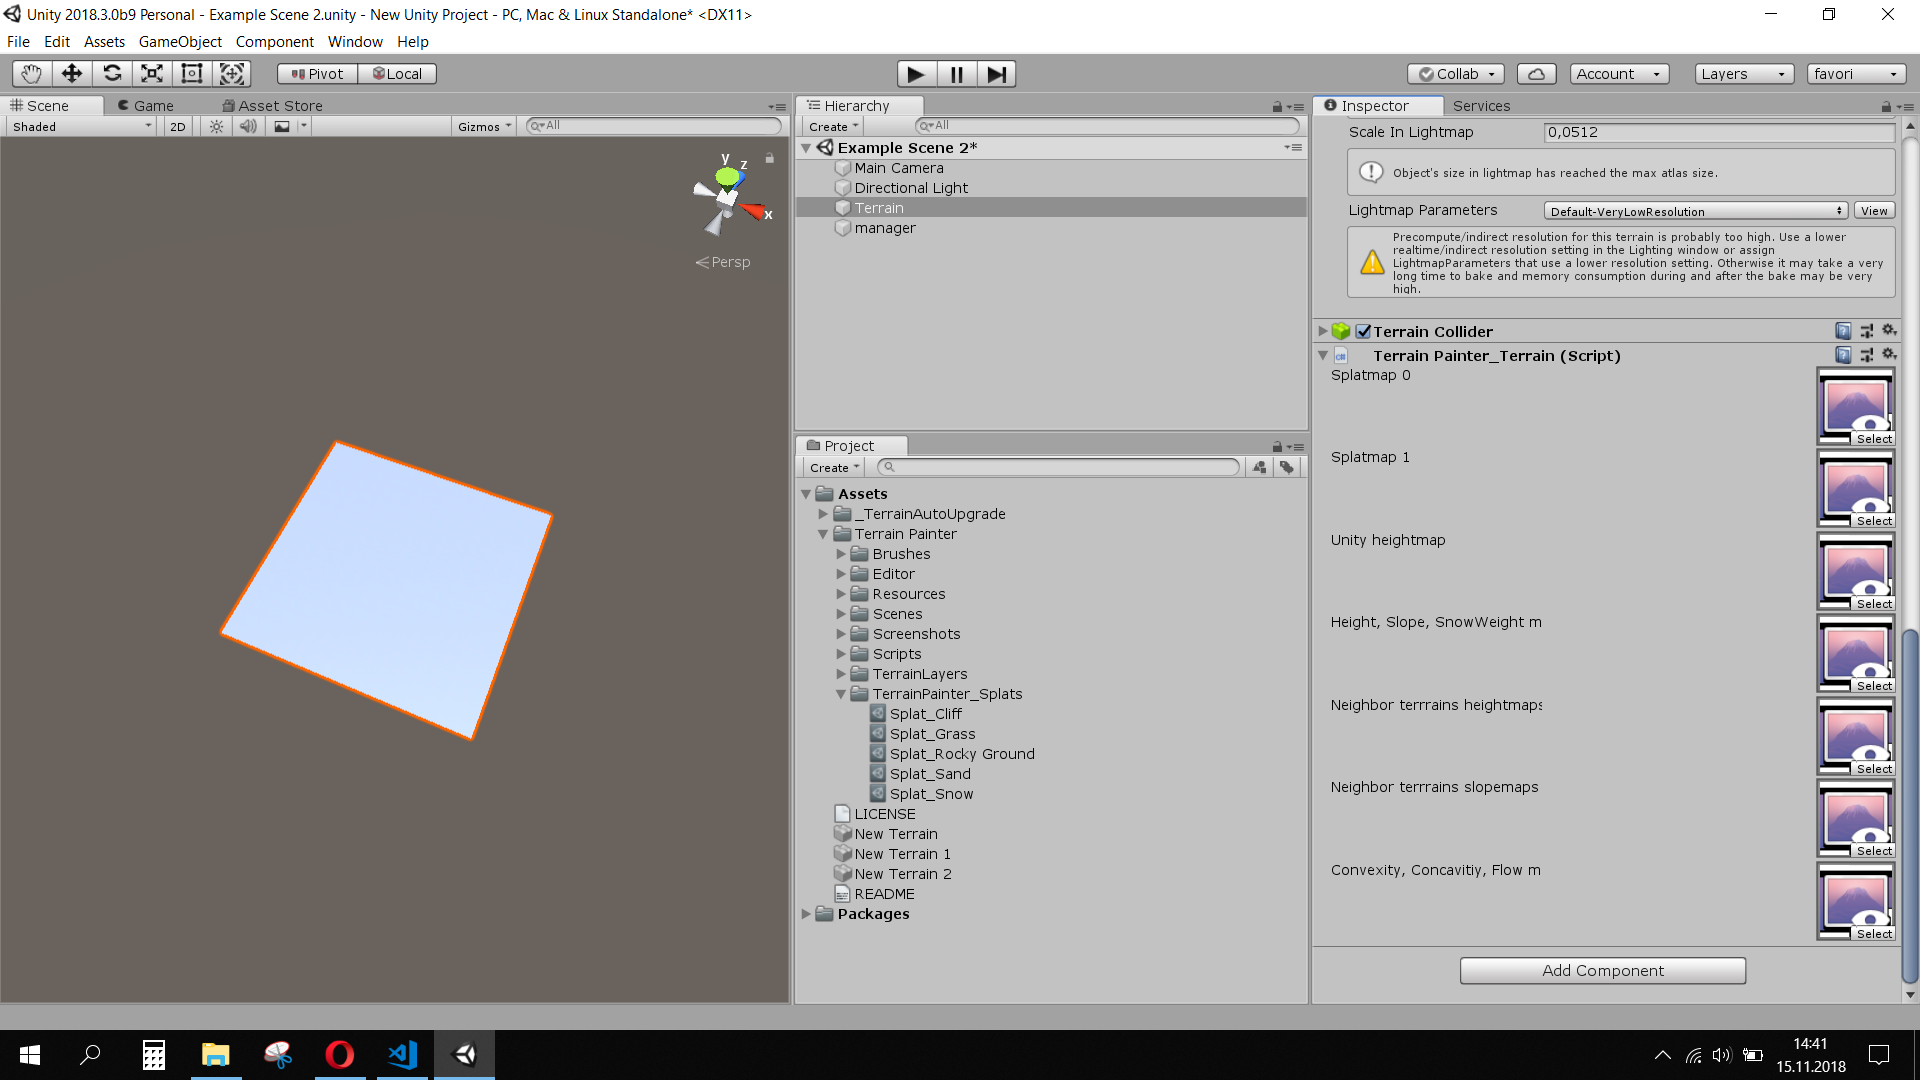 Unity 2018.3.0b9 Personal - Example Scene 2.unity - New Unity Project - PC, Mac & Linux Standalone* <DX11>
File Edit Assets GameObject Component Window Help
Pivot Local Collab Account Layers favori
Scene Game Asset Store
Shaded 2D Gizmos All
y z x
Persp
Hierarchy
Create All
Example Scene 2*
Main Camera
Directional Light
Terrain
manager
Project
Create
Assets
_TerrainAutoUpgrade
Terrain Painter
Brushes
Editor
Resources
Scenes
Screenshots
Scripts
TerrainLayers
TerrainPainter_Splats
Splat_Cliff
Splat_Grass
Splat_Rocky Ground
Splat_Sand
Splat_Snow
LICENSE
New Terrain
New Terrain 1
New Terrain 2
README
Packages
Inspector Services
Scale In Lightmap 0,0512
Object's size in lightmap has reached the max atlas size.
Lightmap Parameters Default-VeryLowResolution View
Precompute/indirect resolution for this terrain is probably too high. Use a lower
realtime/indirect resolution setting in the Lighting window or assign
LightmapParameters that use a lower resolution setting. Otherwise it may take a very
long time to bake and memory consumption during and after the bake may be very
high.
Terrain Collider
Terrain Painter_Terrain (Script)
Splatmap 0
Select
Splatmap 1
Select
Unity heightmap
Select
Height, Slope, SnowWeight m
Select
Neighbor terrrains heightmaps
Select
Neighbor terrrains slopemaps
Select
Convexity, Concavitiy, Flow m
Select
Add Component
14:41
15.11.2018